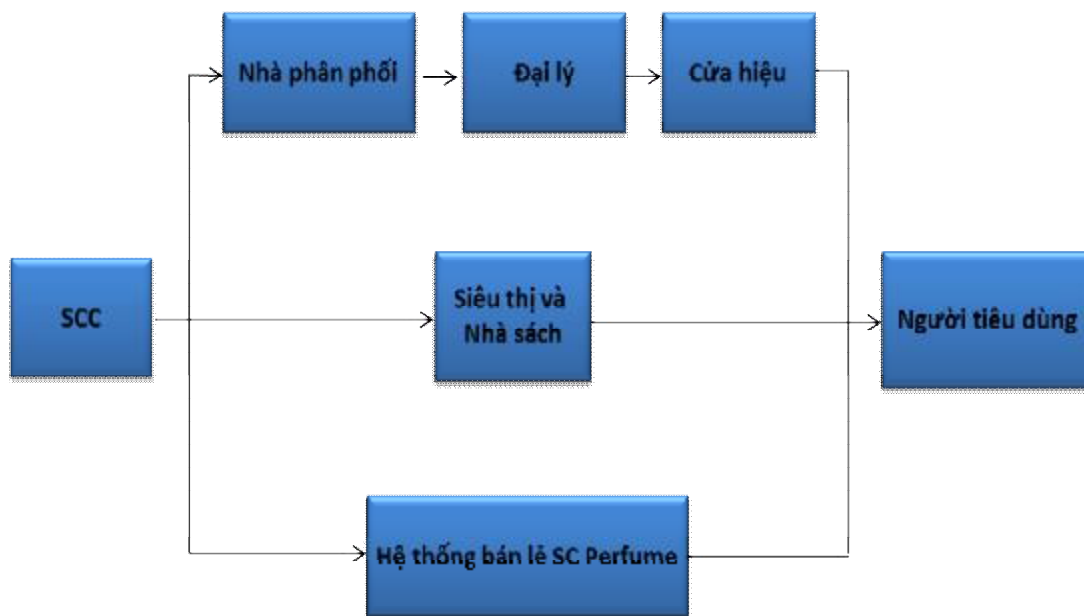 Nhà phân phối
Đại lý
Cửa hiệu
SCC
Siêu thị và
Nhà sách
Người tiêu dùng
Hệ thống bán lẻ SC Perfume